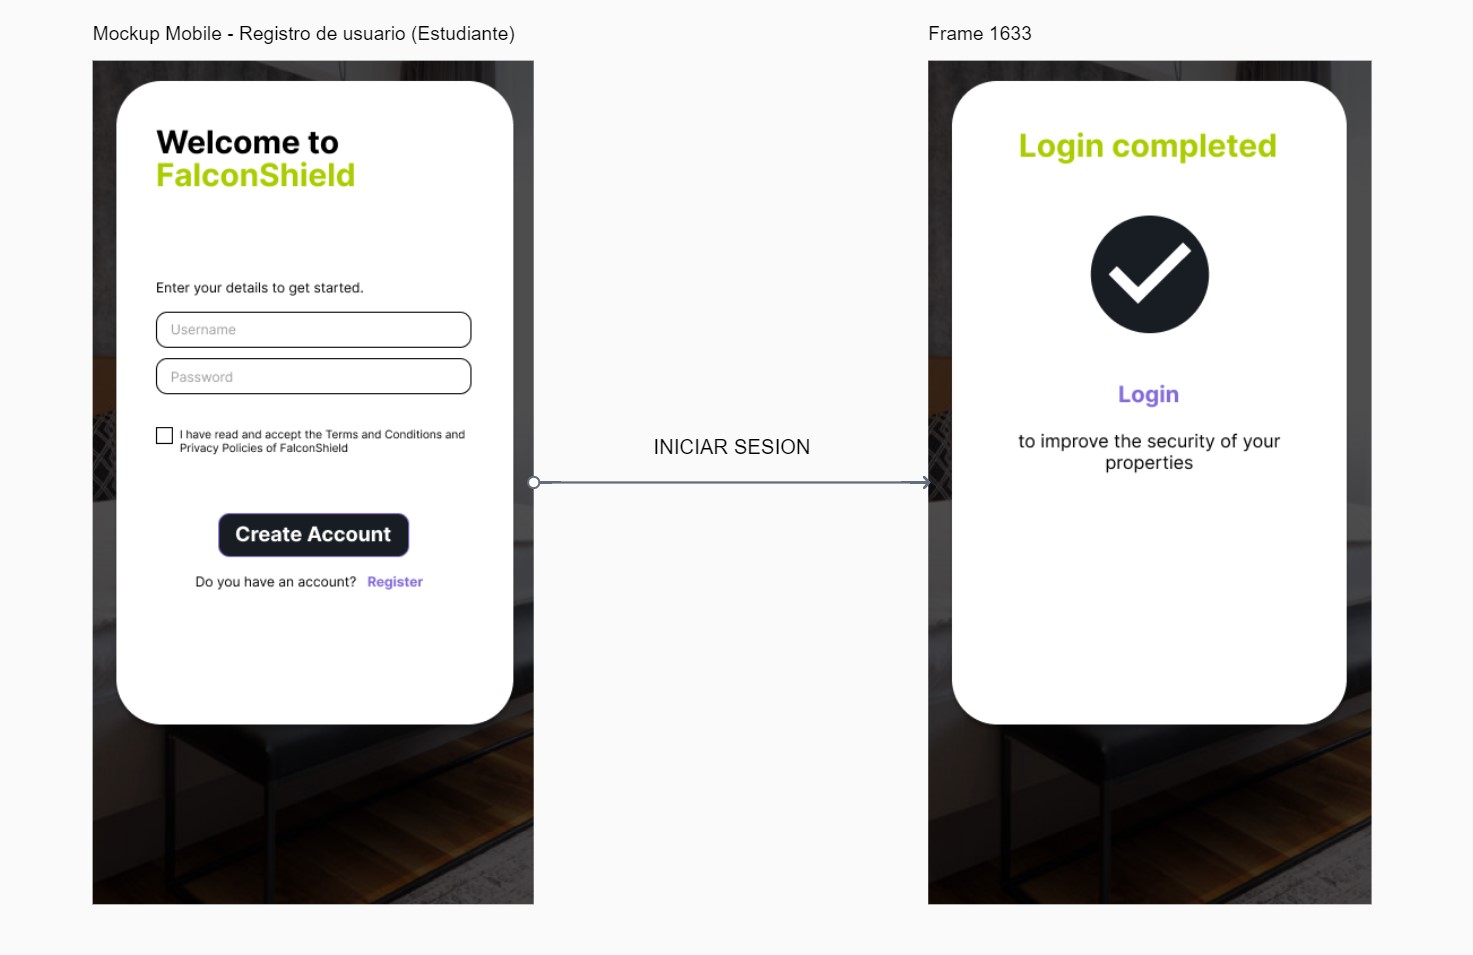 Mockup Mobile - Registro de usuario (Estudiante)
Welcome to
FalconShield
Enter your details to get started.
Username
Password
I have read and accept the Terms and Conditions and
Privacy Policies of FalconShield
Create Account
Do you have an account? Register
INICIAR SESION
Frame 1633
Login completed
Login
to improve the security of your
properties